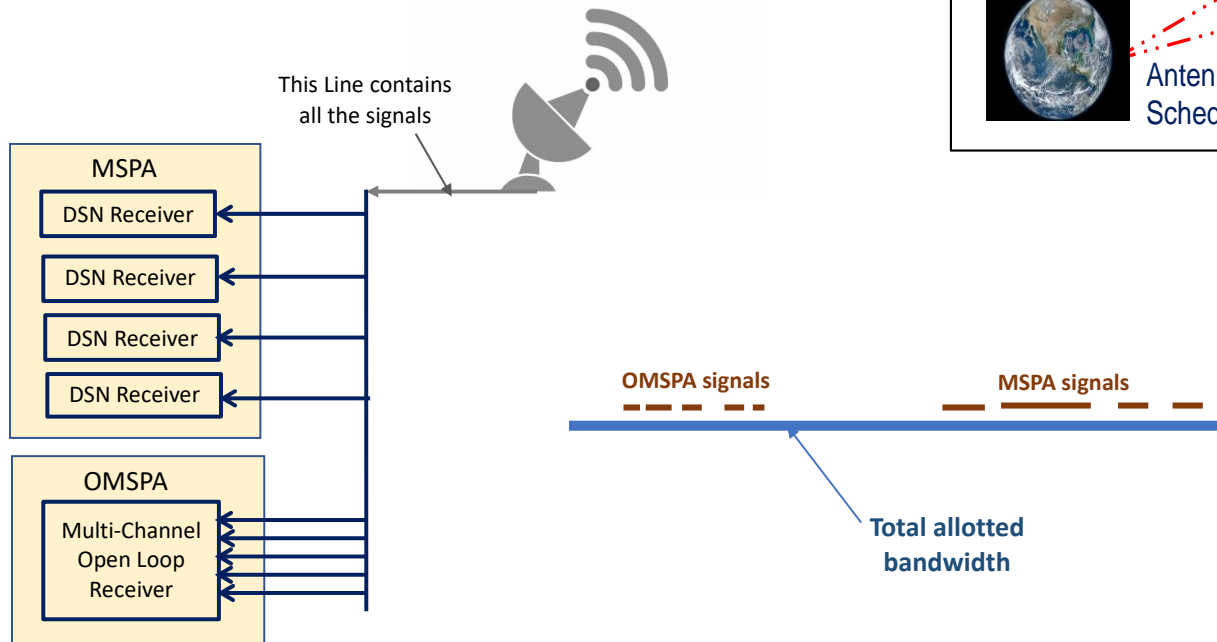 This Line contains
all the signals
MSPA
DSN Receiver
DSN Receiver
DSN Receiver
DSN Receiver
OMSPA
Multi-Channel
Open Loop
Receiver
OMSPA signals
MSPA signals
Total allotted
bandwidth